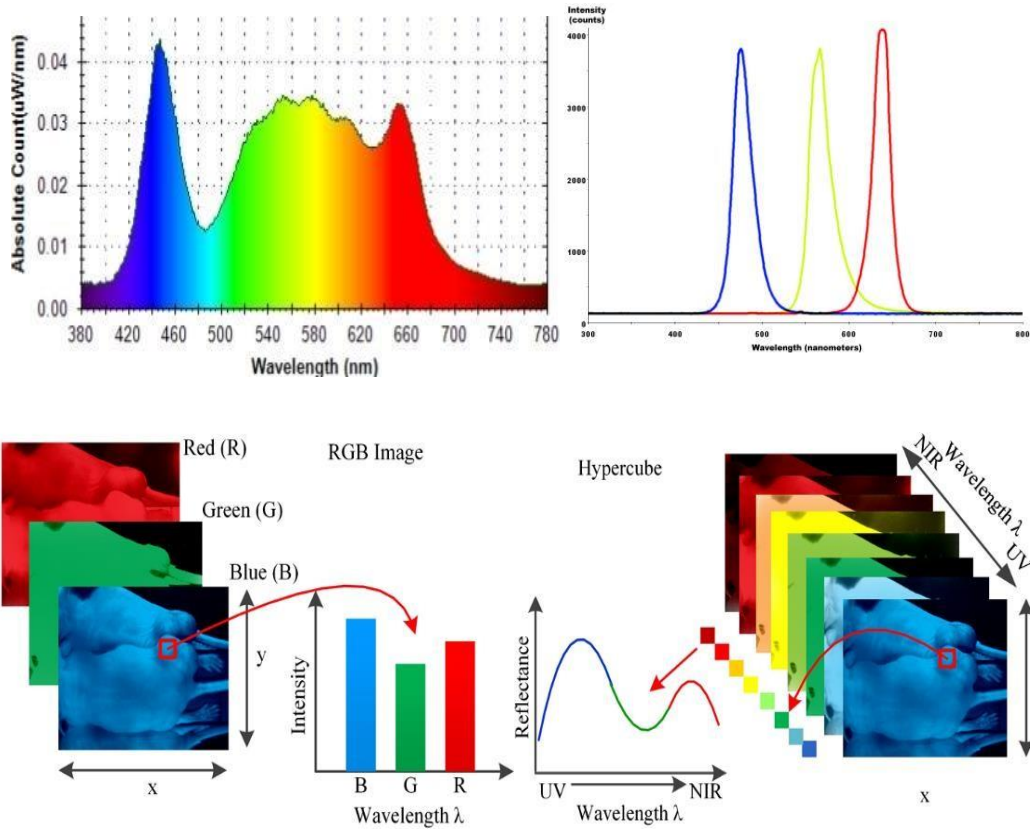 Absolute Count(uW/nm)
0.04
0.03
0.02
0.01
0.00
380 420 460 500 540 580 620 660 700 740 780
Wavelength (nm)
Intensity
(counts)
4000
3000
2000
1000
0
300 400 500 600 700 800
Wavelength (nanometers)
Red (R)
Green (G)
Blue (B)
y
x
RGB Image
Intensity
B G R
Wavelength λ
Hypercube
Reflectance
UV NIR
Wavelength λ
NIR
Wavelength λ
UV
x